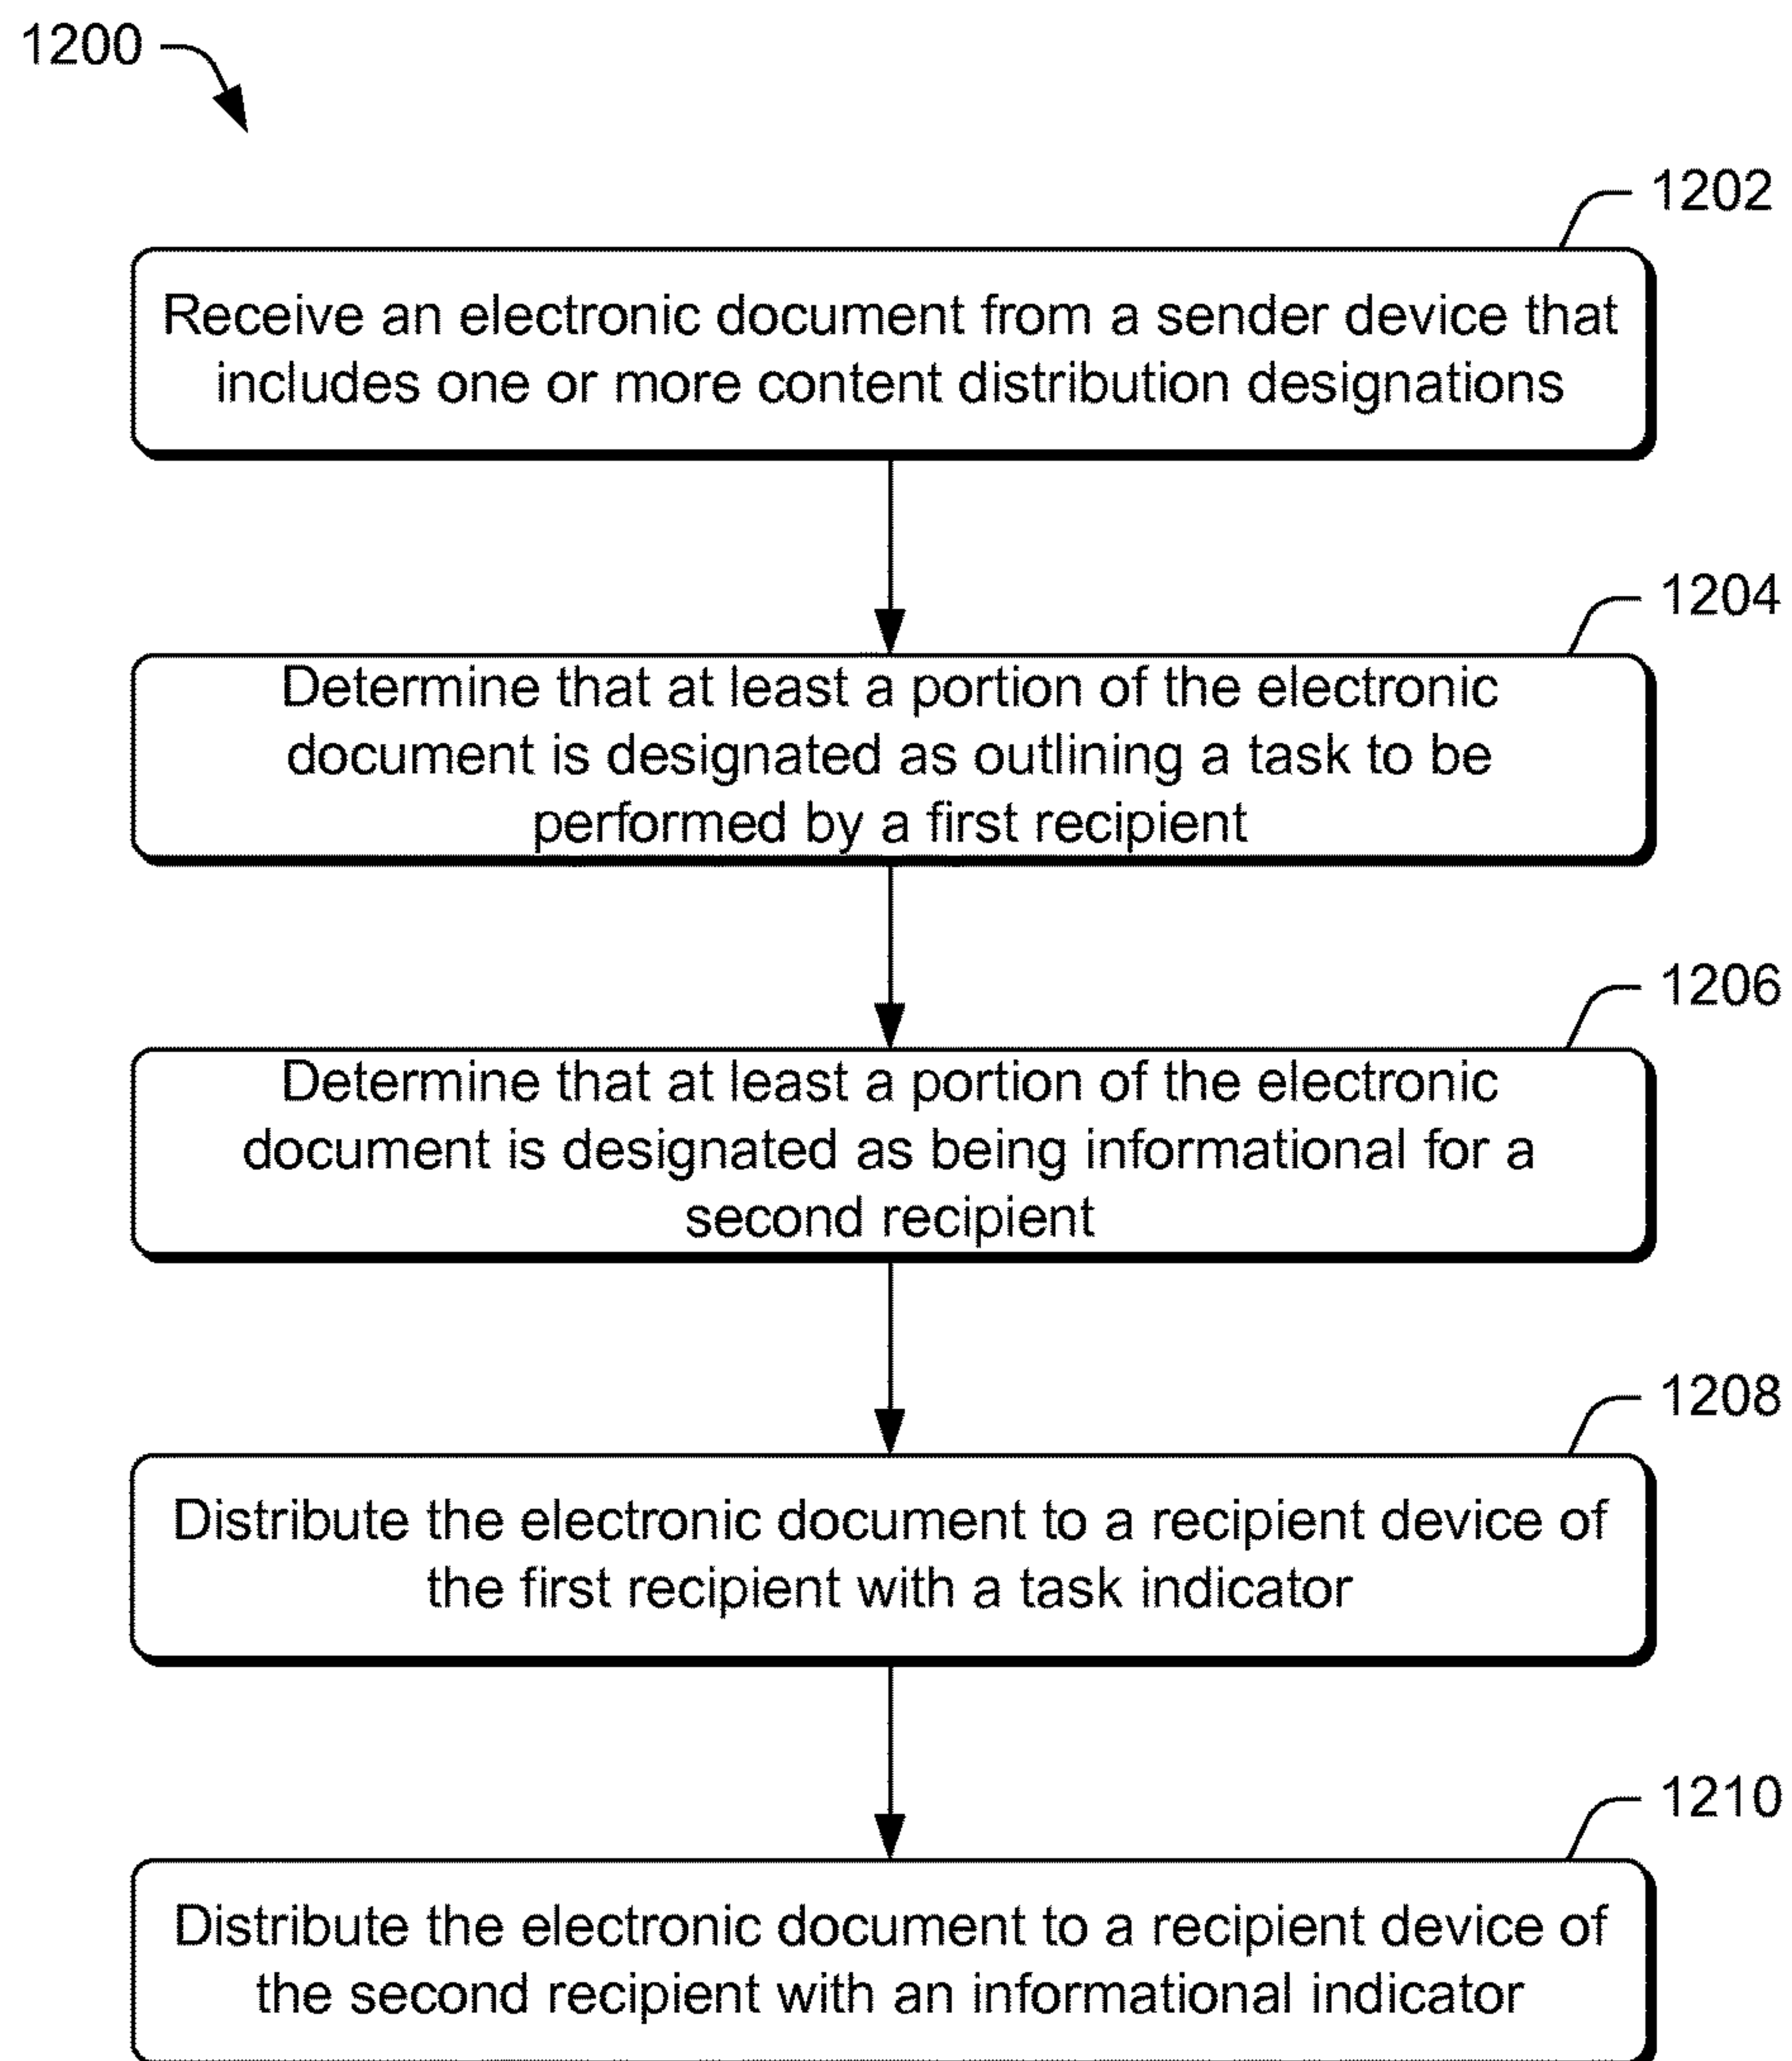 1200
1202
Receive an electronic document from a sender device that
includes one or more content distribution designations
1204
Determine that at least a portion of the electronic
document is designated as outlining a task to be
performed by a first recipient
1206
Determine that at least a portion of the electronic
document is designated as being informational for a
second recipient
1208
Distribute the electronic document to a recipient device of
the first recipient with a task indicator
1210
Distribute the electronic document to a recipient device of
the second recipient with an informational indicator